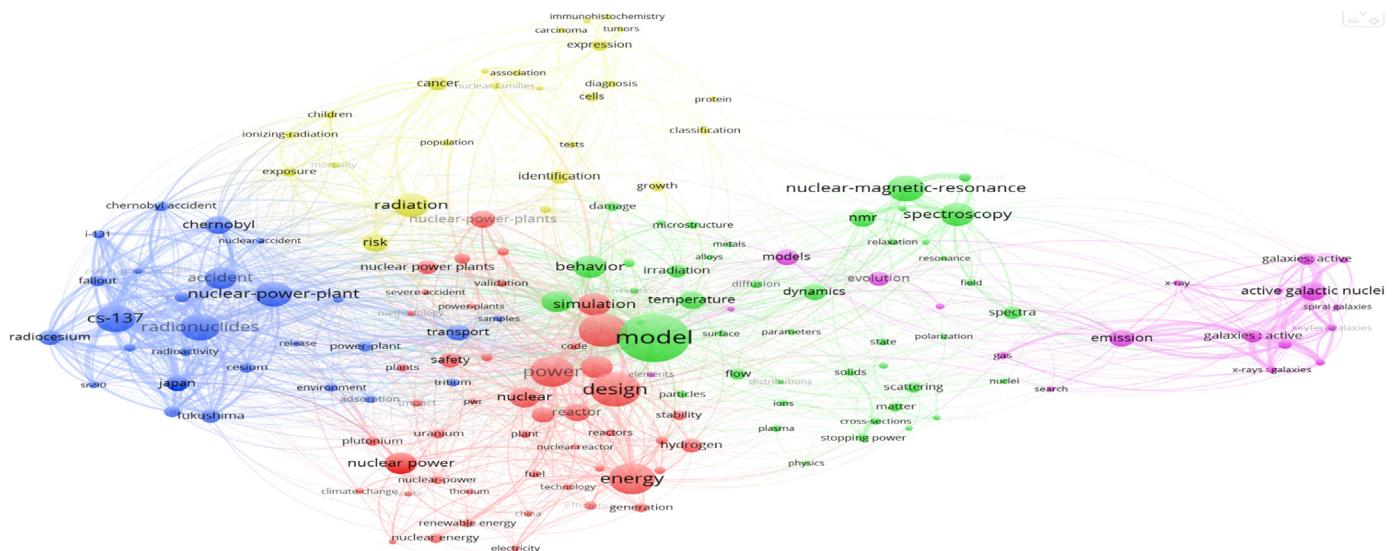 immunohistochemistry
carcinoma
tumors
expression
association
cancer
nuclear families
diagnosis
cells
protein
children
ionizing-radiation
classification
population
tests
mortality
exposure
identification
growth
nuclear-magnetic-resonance
chernobyl accident
radiation
damage
nuclear-power-plants
nmr
spectroscopy
chernobyl
microstructure
i-131
nuclear accident
risk
metals
relaxation
alloys
models
resonance
galaxies: active
nuclear power plants
behavior
irradiation
fallout
accident
validation
evolution
field
x-ray
diffusion
severe accident
nuclear-power-plant
dynamics
active galactic nuclei
simulation
temperature
power-plants
spiral galaxies
methodology
samples
spectra
cs-137
radionuclides
transport
surface
parameters
seyfert galaxies
radiocesium
model
polarization
emission
galaxies : active
release
power-plant
code
state
radioactivity
safety
gas
cesium
plants
power
elements
flow
solids
x-rays : galaxies
sr-90
japan
tritium
distributions
nuclei
environment
design
scattering
search
adsorption
impact
pwr
nuclear
particles
ions
matter
fukushima
reactor
stability
cross-sections
plasma
uranium
plant
reactors
stopping power
plutonium
nuclear reactor
hydrogen
nuclear power
physics
fuel
nuclear-power
energy
climate-change
thorium
technology
generation
china
renewable energy
nuclear energy
electricity